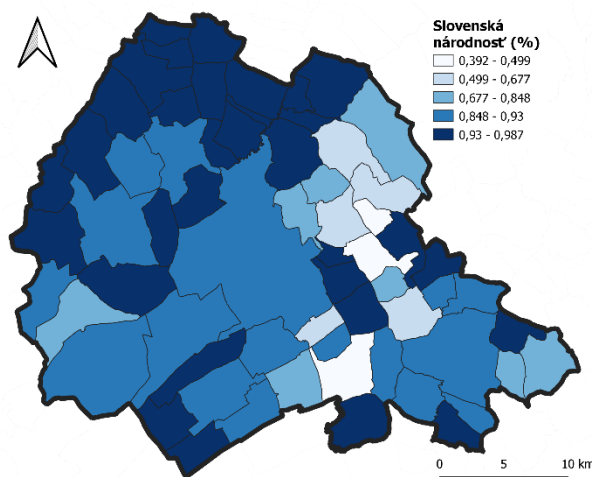 Slovenská
národnosť (%)
0,392 - 0,499
0,499 - 0,677
0,677 - 0,848
0,848 - 0,93
0,93 - 0,987
0 5 10 km